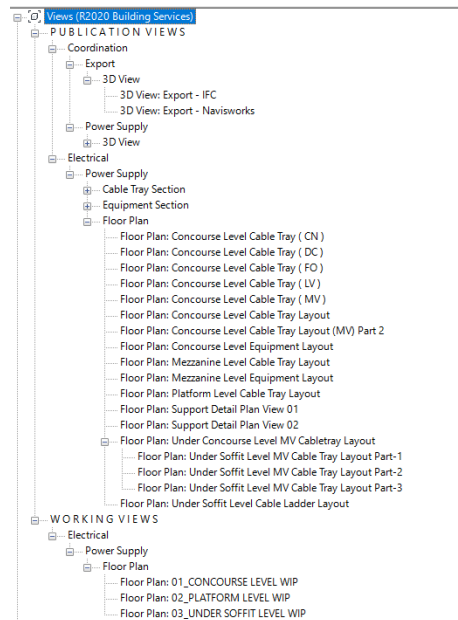 Views (R2020 Building Services)
PUBLICATION VIEWS
Coordination
Export
3D View
3D View: Export - IFC
3D View: Export - Navisworks
Power Supply
3D View
Electrical
Power Supply
Cable Tray Section
Equipment Section
Floor Plan
Floor Plan: Concourse Level Cable Tray ( CN )
Floor Plan: Concourse Level Cable Tray ( DC )
Floor Plan: Concourse Level Cable Tray ( FO )
Floor Plan: Concourse Level Cable Tray ( LV )
Floor Plan: Concourse Level Cable Tray ( MV )
Floor Plan: Concourse Level Cable Tray Layout
Floor Plan: Concourse Level Cable Tray Layout (MV) Part 2
Floor Plan: Concourse Level Equipment Layout
Floor Plan: Mezzanine Level Cable Tray Layout
Floor Plan: Mezzanine Level Equipment Layout
Floor Plan: Platform Level Cable Tray Layout
Floor Plan: Support Detail Plan View 01
Floor Plan: Support Detail Plan View 02
Floor Plan: Under Concourse Level MV Cabletray Layout
Floor Plan: Under Soffit Level MV Cable Tray Layout Part-1
Floor Plan: Under Soffit Level MV Cable Tray Layout Part-2
Floor Plan: Under Soffit Level MV Cable Tray Layout Part-3
Floor Plan: Under Soffit Level Cable Ladder Layout
WORKING VIEWS
Electrical
Power Supply
Floor Plan
Floor Plan: 01_CONCOURSE LEVEL WIP
Floor Plan: 02_PLATFORM LEVEL WIP
Floor Plan: 03_UNDER SOFFIT LEVEL WIP